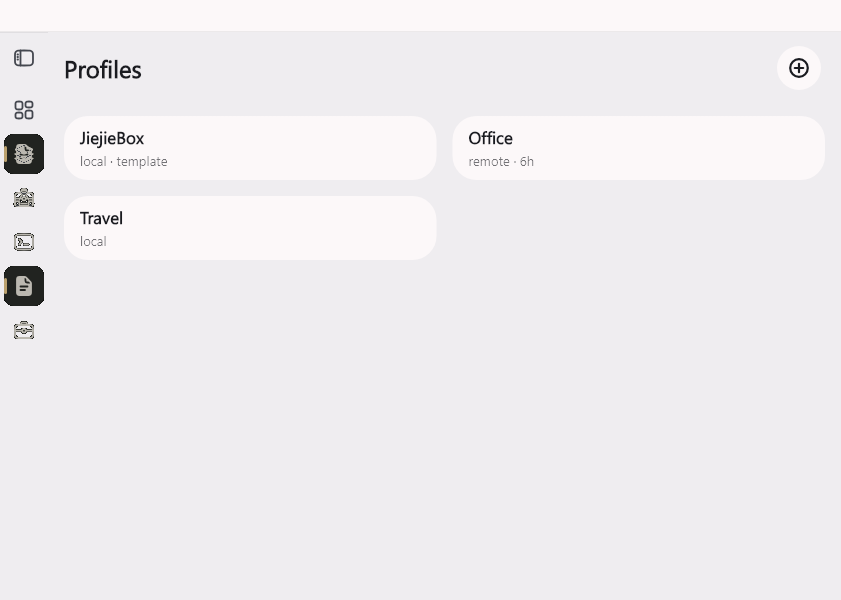 Profiles
JiejieBox
local · template
Office
remote · 6h
Travel
local